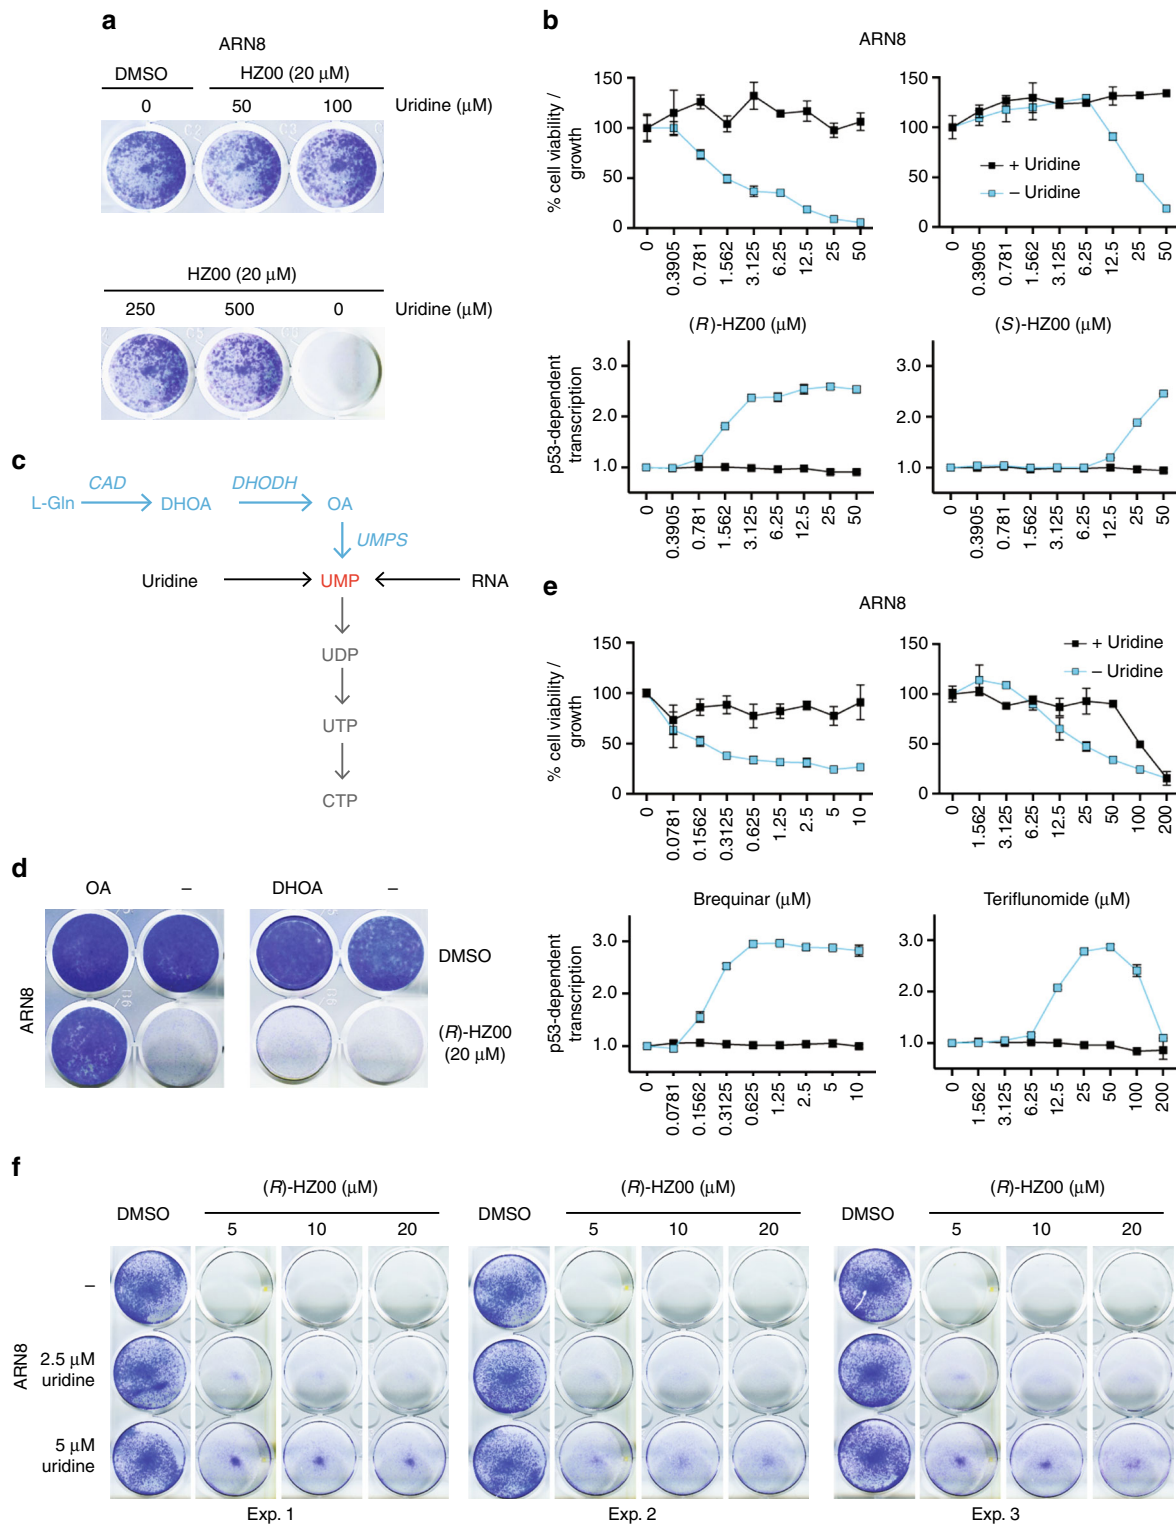 a
ARN8
DMSO HZ00 (20 μM)
0 50 100 Uridine (μM)
HZ00 (20 μM)
250 500 0 Uridine (μM)
b
ARN8
% cell viability /
growth
150
100
50
0
0 0.3905 0.781 1.562 3.125 6.25 12.5 25 50
(R)-HZ00 (μM)
150
100
50
0
+ Uridine
– Uridine
0 0.3905 0.781 1.562 3.125 6.25 12.5 25 50
(S)-HZ00 (μM)
p53-dependent
transcription
3.0
2.0
1.0
0 0.3905 0.781 1.562 3.125 6.25 12.5 25 50
3.0
2.0
1.0
0 0.3905 0.781 1.562 3.125 6.25 12.5 25 50
c
CAD DHODH
L-Gln DHOA OA
UMPS
Uridine UMP RNA
UDP
UTP
CTP
d
OA – DHOA –
ARN8
DMSO
(R)-HZ00
(20 μM)
e
ARN8
% cell viability /
growth
150
100
50
0
0 0.0781 0.1562 0.3125 0.625 1.25 2.5 5 10
Brequinar (μM)
150
100
50
0
+ Uridine
– Uridine
0 1.562 3.125 6.25 12.5 25 50 100 200
Teriflunomide (μM)
p53-dependent
transcription
3.0
2.0
1.0
0 0.0781 0.1562 0.3125 0.625 1.25 2.5 5 10
3.0
2.0
1.0
0 1.562 3.125 6.25 12.5 25 50 100 200
f
(R)-HZ00 (μM) (R)-HZ00 (μM) (R)-HZ00 (μM)
DMSO 5 10 20 DMSO 5 10 20 DMSO 5 10 20
ARN8
–
2.5 μM
uridine
5 μM
uridine
Exp. 1 Exp. 2 Exp. 3